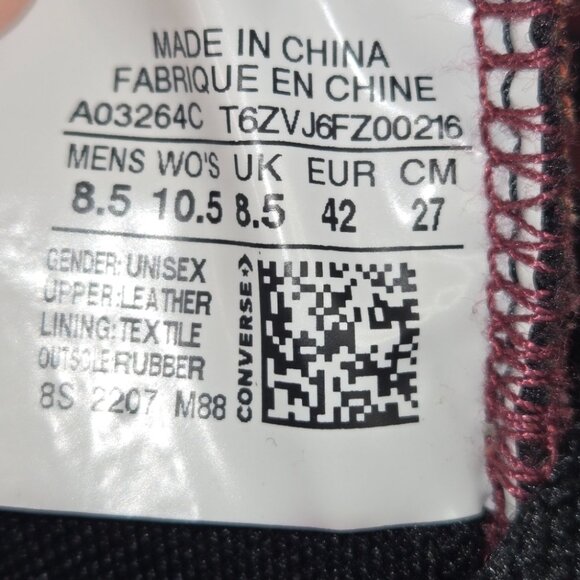 MADE IN CHINA
FABRIQUE EN CHINE
A03264C T6ZVJ6FZ00216
MENS WO'S UK EUR CM
8.5 10.5 8.5 42 27
GENDER: UNISEX
UPPER: LEATHER
LINING: TEXTILE
OUTSOLE RUBBER
8S 2207 M88
CONVERSE